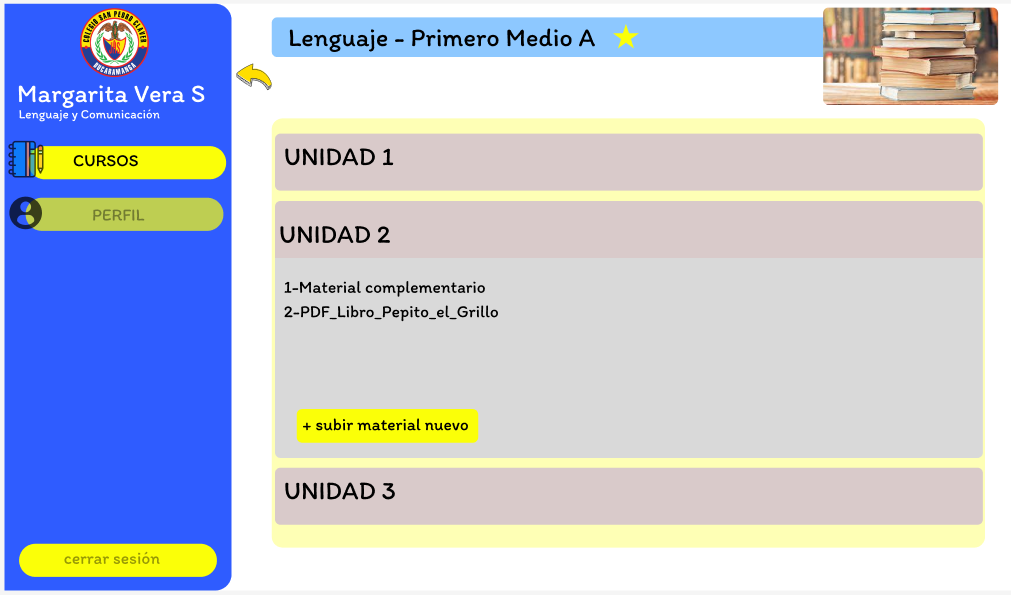 COLEGIO SAN PEDRO CLAVER
BUCARAMANGA
Margarita Vera S
Lenguaje y Comunicación
CURSOS
PERFIL
cerrar sesión
Lenguaje - Primero Medio A
UNIDAD 1
UNIDAD 2
1-Material complementario
2-PDF_Libro_Pepito_el_Grillo
+ subir material nuevo
UNIDAD 3